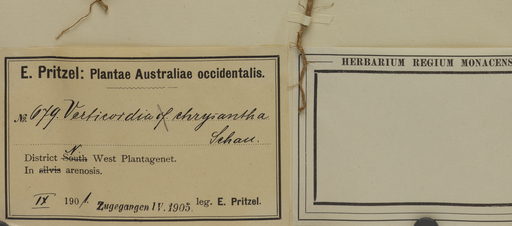 E. Pritzel: Plantae Australiae occidentalis.
HERBARIUM REGIUM MONACENS
No. 679. Verticordia cf chrysantha
Schau.
District South N. West Plantagenet.
In silvis arenosis.
IX 1901. Zugegangen IV. 1905. leg. E. Pritzel.